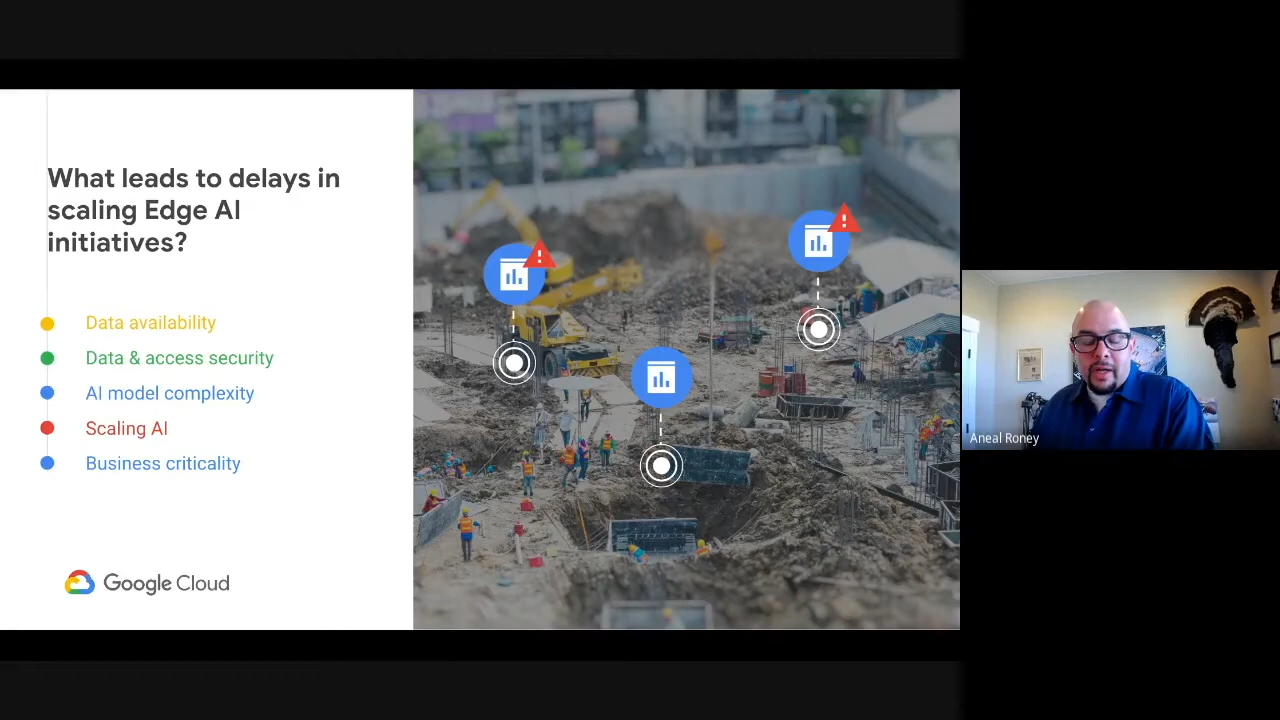 What leads to delays in
scaling Edge AI
initiatives?
Data availability
Data & access security
AI model complexity
Scaling AI
Business criticality
Google Cloud
Aneal Roney